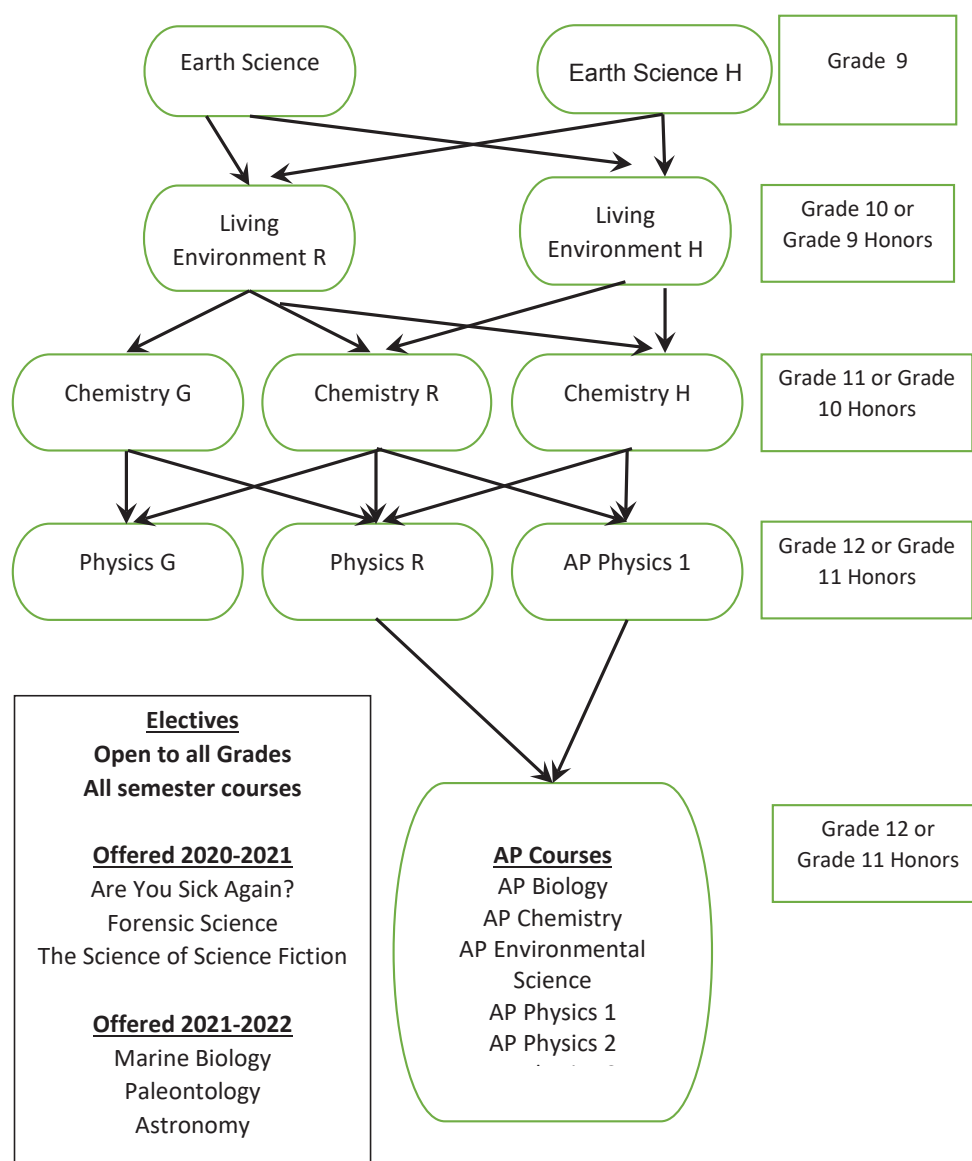 Earth Science
Earth Science H
Grade 9
Living
Environment R
Living
Environment H
Grade 10 or
Grade 9 Honors
Chemistry G
Chemistry R
Chemistry H
Grade 11 or Grade
10 Honors
Physics G
Physics R
AP Physics 1
Grade 12 or Grade
11 Honors
Electives
Open to all Grades
All semester courses
Offered 2020-2021
Are You Sick Again?
Forensic Science
The Science of Science Fiction
Offered 2021-2022
Marine Biology
Paleontology
Astronomy
AP Courses
AP Biology
AP Chemistry
AP Environmental
Science
AP Physics 1
AP Physics 2
Grade 12 or
Grade 11 Honors